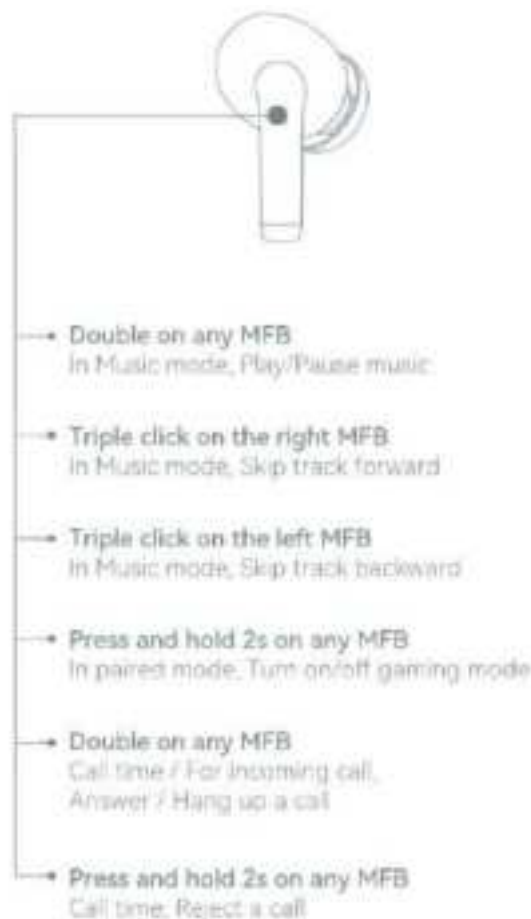 Double on any MFB
In Music mode, Play/Pause music
Triple click on the right MFB
In Music mode, Skip track forward
Triple click on the left MFB
In Music mode, Skip track backward
Press and hold 2s on any MFB
In paired mode, Turn on/off gaming mode
Double on any MFB
Call time / For incoming call,
Answer / Hang up a call
Press and hold 2s on any MFB
Call time, Reject a call